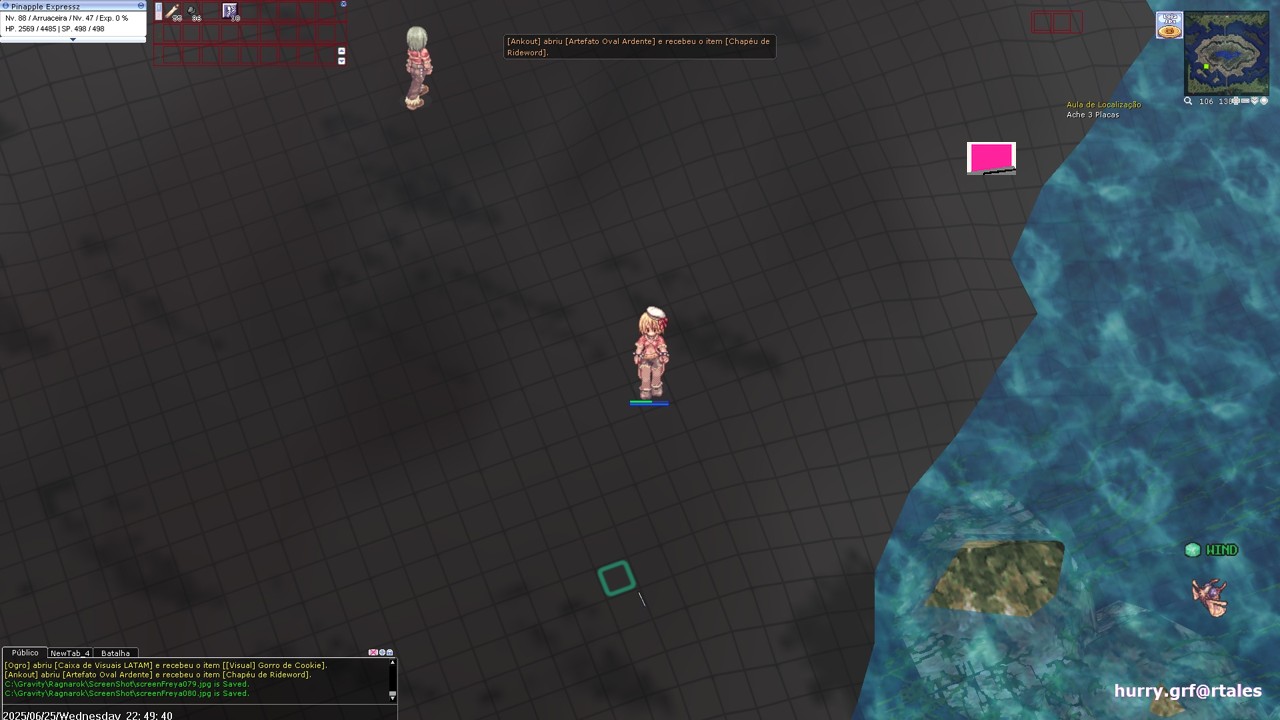 Pinapple Expressz
Nv. 88 / Arruaceira / Nv. 47 / Exp. 0 %
HP. 2569 / 4485 | SP. 498 / 498
[Ankout] abriu [Artefato Oval Ardente] e recebeu o item [Chapéu de
Rideword].
Aula de Localização
Ache 3 Placas
WIND
Público NewTab_4 Batalha
[Ogro] abriu [Caixa de Visuais LATAM] e recebeu o item [[Visual] Gorro de Cookie].
[Ankout] abriu [Artefato Oval Ardente] e recebeu o item [Chapéu de Rideword].
C:\Gravity\Ragnarok\ScreenShot\screenFreya079.jpg is Saved.
C:\Gravity\Ragnarok\ScreenShot\screenFreya080.jpg is Saved.
2025/06/25/Wednesday 22:49:40
hurry.grf@rtales